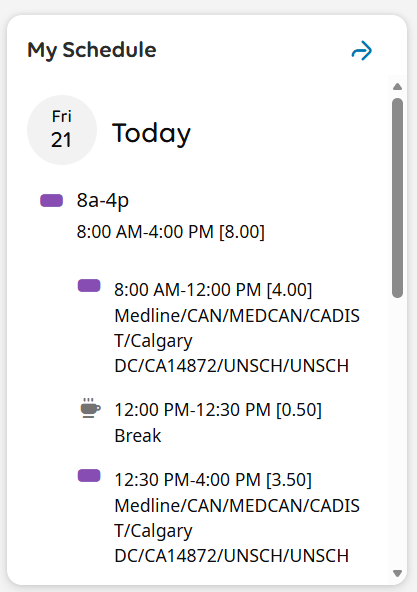 My Schedule
Fri
21
Today
8a-4p
8:00 AM-4:00 PM [8.00]
8:00 AM-12:00 PM [4.00]
Medline/CAN/MEDCAN/CADIS
T/Calgary
DC/CA14872/UNSCH/UNSCH
12:00 PM-12:30 PM [0.50]
Break
12:30 PM-4:00 PM [3.50]
Medline/CAN/MEDCAN/CADIS
T/Calgary
DC/CA14872/UNSCH/UNSCH